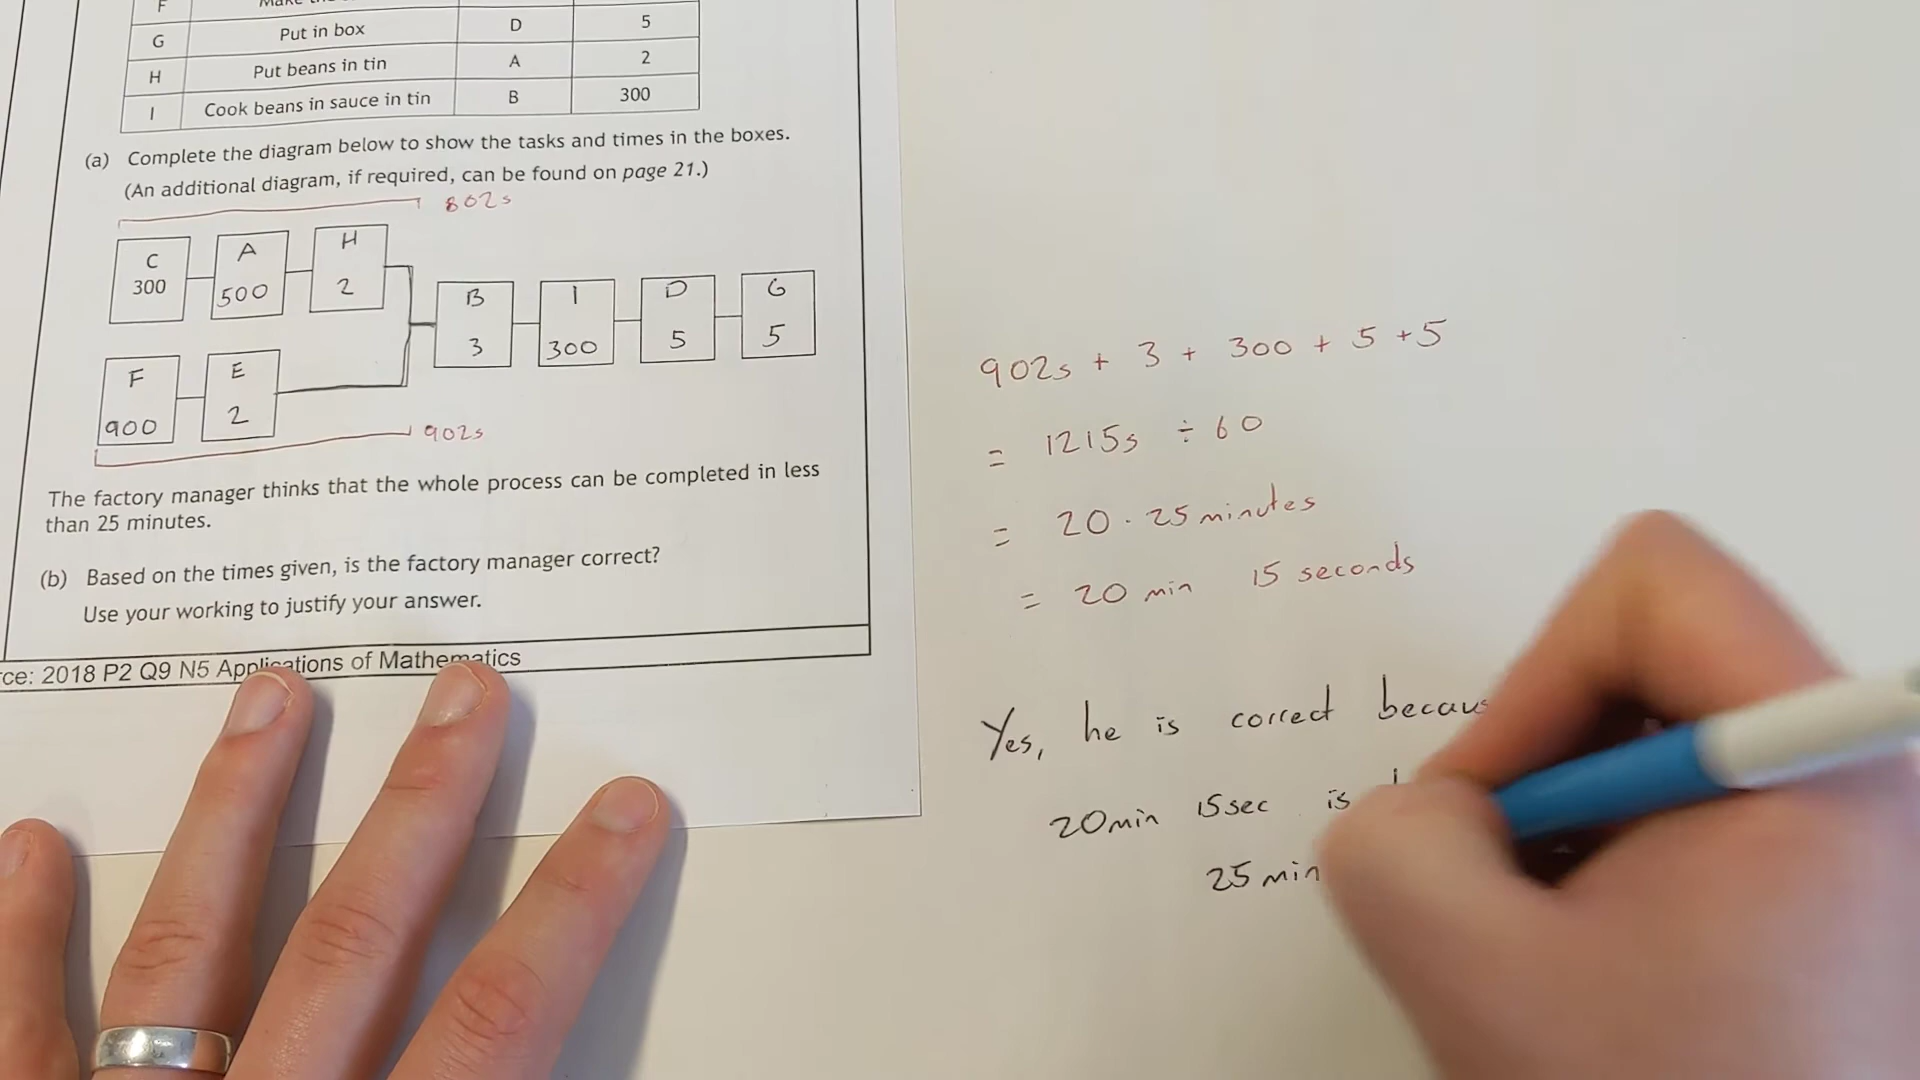 F
G Put in box D 5
H Put beans in tin A 2
I Cook beans in sauce in tin B 300
(a) Complete the diagram below to show the tasks and times in the boxes.
(An additional diagram, if required, can be found on page 21.)
802s
C
300
A
500
H
2
B
3
I
300
D
5
G
5
F
900
E
2
902s
The factory manager thinks that the whole process can be completed in less
than 25 minutes.
(b) Based on the times given, is the factory manager correct?
Use your working to justify your answer.
2018 P2 Q9 N5 Applications of Mathematics
902s + 3 + 300 + 5 + 5
= 1215s ÷ 60
= 20.25 minutes
= 20 min 15 seconds
Yes, he is correct
20min 15sec is
25 min